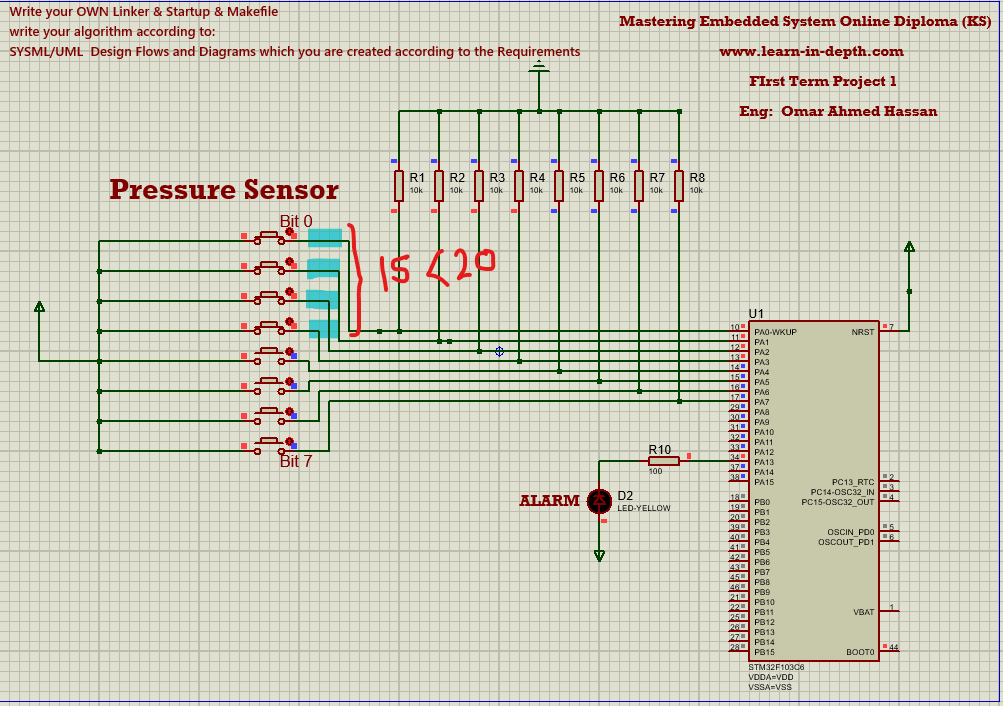 Write your OWN Linker & Startup & Makefile
write your algorithm according to:
SYSML/UML  Design Flows and Diagrams which you are created according to the Requirements
Mastering Embedded System Online Diploma (KS)
www.learn-in-depth.com
FIrst Term Project 1
Eng:  Omar Ahmed Hassan
R1
10k
R2
10k
R3
10k
R4
10k
R5
10k
R6
10k
R7
10k
R8
10k
Pressure Sensor
Bit 0
15 < 20
Bit 7
U1
10 PA0-WKUP
11 PA1
12 PA2
13 PA3
14 PA4
15 PA5
16 PA6
17 PA7
29 PA8
30 PA9
31 PA10
32 PA11
33 PA12
34 PA13
37 PA14
38 PA15
18 PB0
19 PB1
20 PB2
39 PB3
40 PB4
41 PB5
42 PB6
43 PB7
45 PB8
46 PB9
21 PB10
22 PB11
25 PB12
26 PB13
27 PB14
28 PB15
NRST 7
PC13_RTC 2
PC14-OSC32_IN 3
PC15-OSC32_OUT 4
OSCIN_PD0 5
OSCOUT_PD1 6
VBAT 1
BOOT0 44
STM32F103C6
VDDA=VDD
VSSA=VSS
R10
100
ALARM
D2
LED-YELLOW